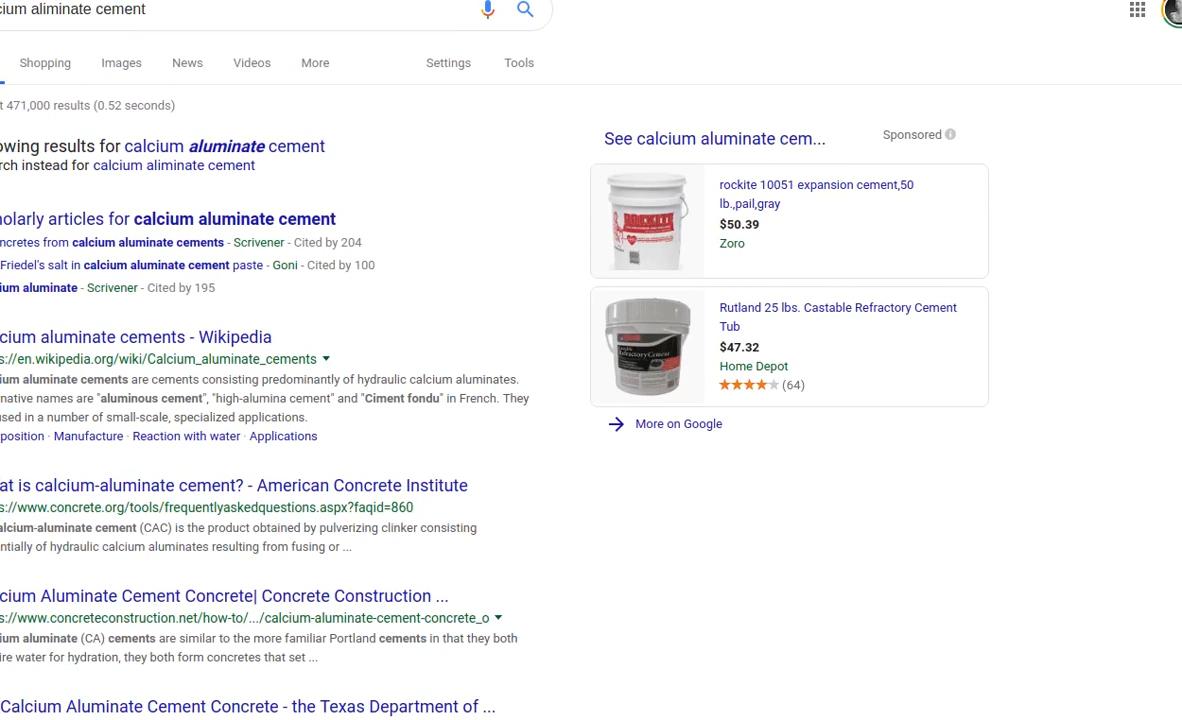 cium aliminate cement
Shopping Images News Videos More Settings Tools
t 471,000 results (0.52 seconds)
owing results for calcium aluminate cement
rch instead for calcium aliminate cement
holarly articles for calcium aluminate cement
ncretes from calcium aluminate cements - Scrivener - Cited by 204
Friedel's salt in calcium aluminate cement paste - Goni - Cited by 100
ium aluminate - Scrivener - Cited by 195
cium aluminate cements - Wikipedia
s://en.wikipedia.org/wiki/Calcium_aluminate_cements
ium aluminate cements are cements consisting predominantly of hydraulic calcium aluminates.
native names are "aluminous cement", "high-alumina cement" and "Ciment fondu" in French. They
used in a number of small-scale, specialized applications.
position · Manufacture · Reaction with water · Applications
at is calcium-aluminate cement? - American Concrete Institute
s://www.concrete.org/tools/frequentlyaskedquestions.aspx?faqid=860
alcium-aluminate cement (CAC) is the product obtained by pulverizing clinker consisting
ntially of hydraulic calcium aluminates resulting from fusing or ...
cium Aluminate Cement Concrete| Concrete Construction ...
s://www.concreteconstruction.net/how-to/.../calcium-aluminate-cement-concrete_o
ium aluminate (CA) cements are similar to the more familiar Portland cements in that they both
ire water for hydration, they both form concretes that set ...
Calcium Aluminate Cement Concrete - the Texas Department of ...
See calcium aluminate cem... Sponsored
ROCKITE
rockite 10051 expansion cement,50
lb.,pail,gray
$50.39
Zoro
Refractory Cement
Rutland 25 lbs. Castable Refractory Cement
Tub
$47.32
Home Depot
(64)
More on Google